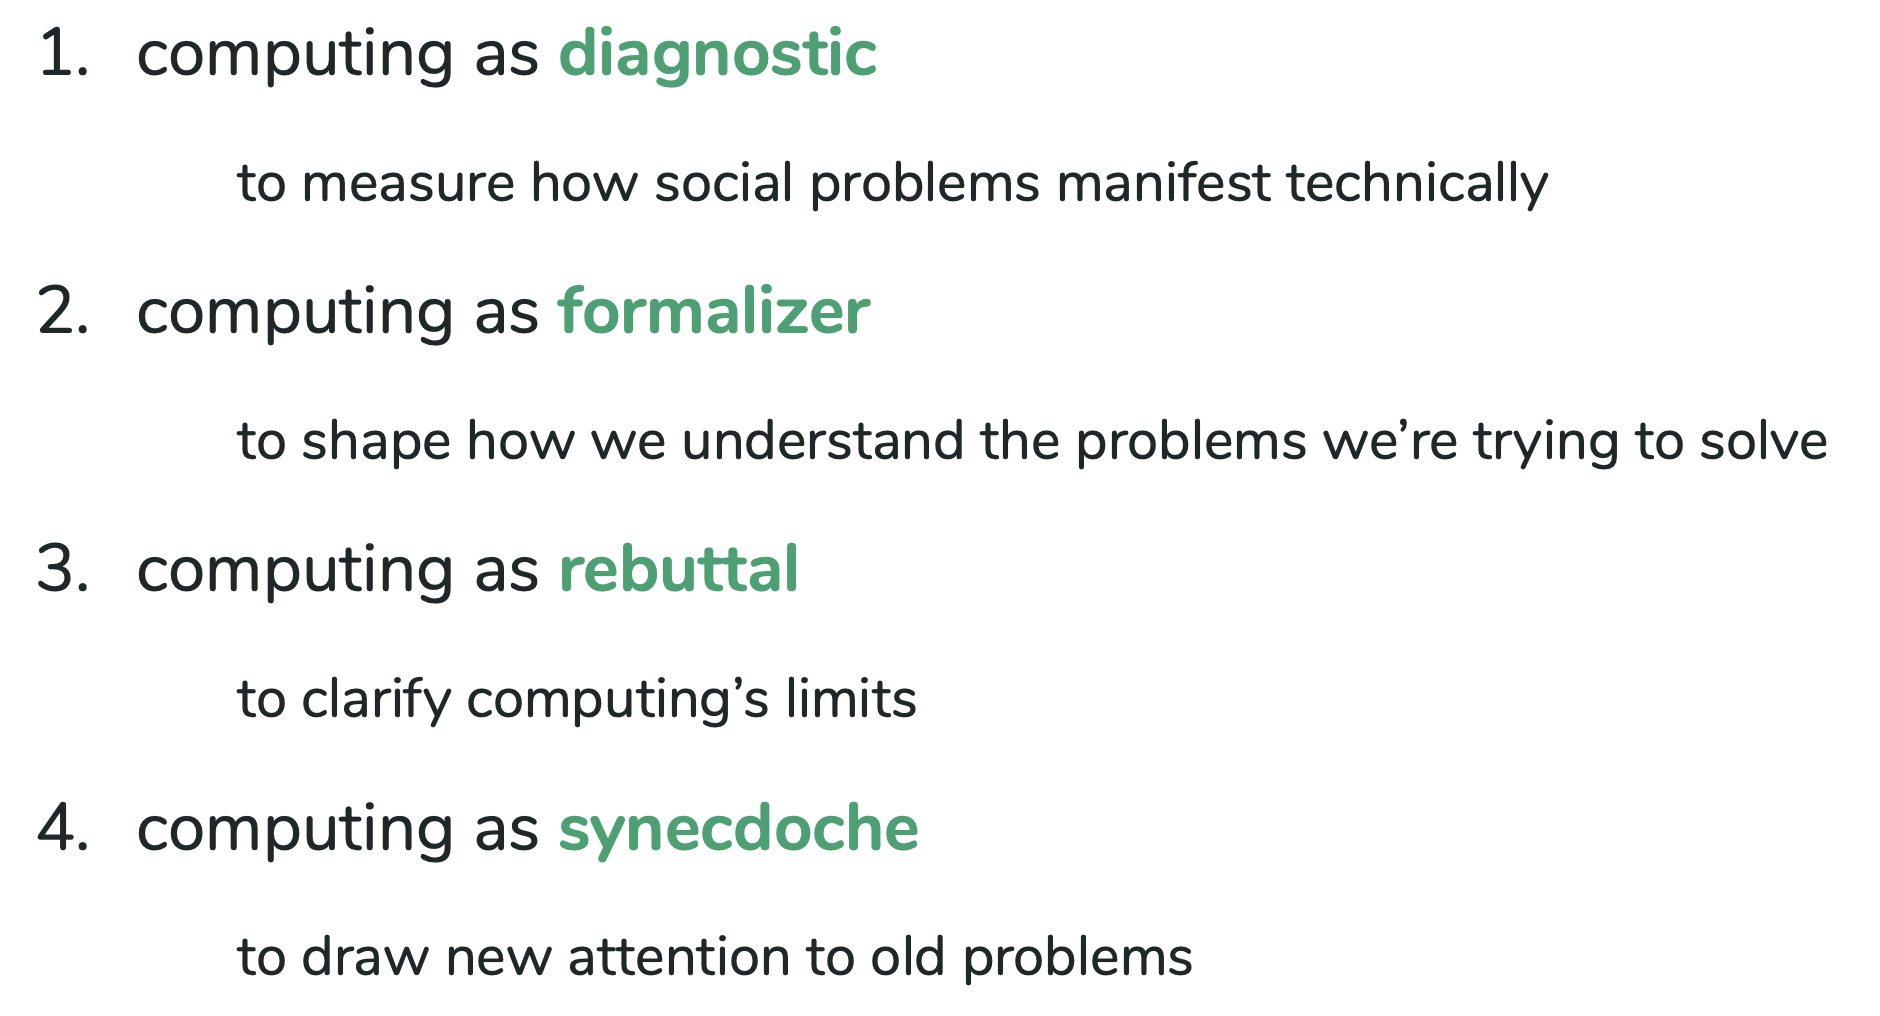 1. computing as diagnostic
to measure how social problems manifest technically
2. computing as formalizer
to shape how we understand the problems we’re trying to solve
3. computing as rebuttal
to clarify computing’s limits
4. computing as synecdoche
to draw new attention to old problems